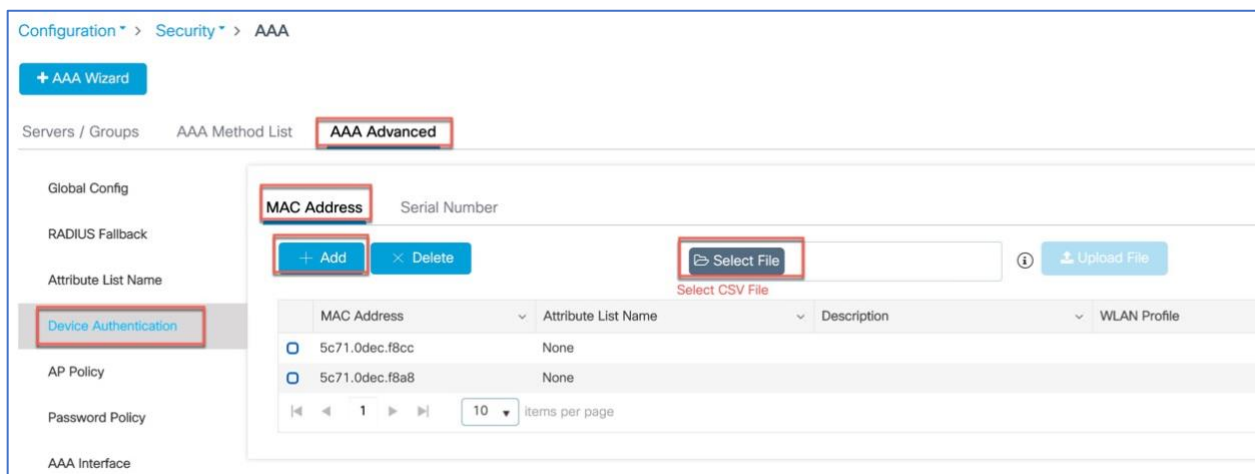 Configuration > Security > AAA
+ AAA Wizard
Servers / Groups AAA Method List AAA Advanced
Global Config
RADIUS Fallback
Attribute List Name
Device Authentication
AP Policy
Password Policy
AAA Interface
MAC Address Serial Number
+ Add × Delete Select File Upload File
Select CSV File
MAC Address Attribute List Name Description WLAN Profile
5c71.0dec.f8cc None
5c71.0dec.f8a8 None
1 10 items per page